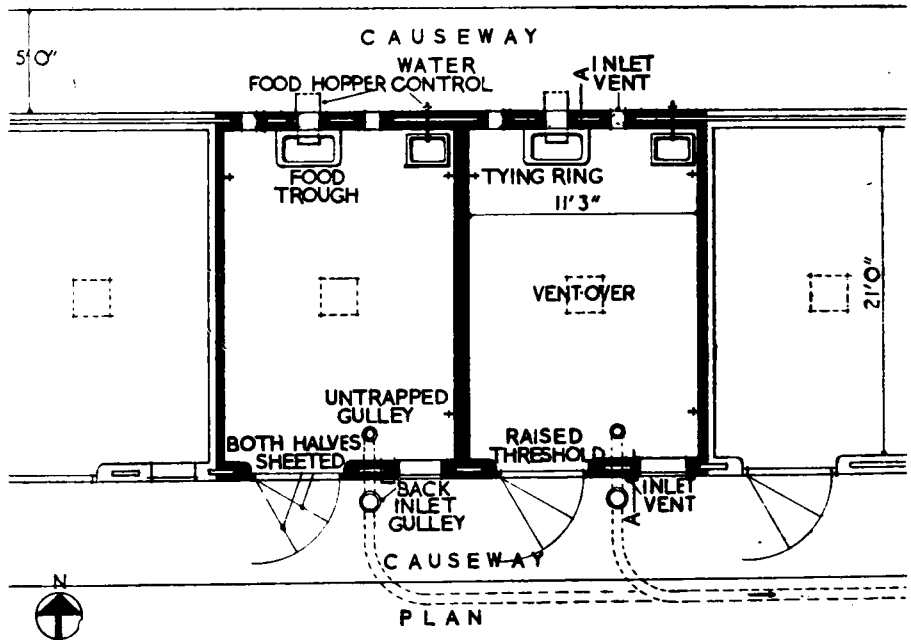 CAUSEWAY
5'0"
WATER
FOOD HOPPER CONTROL
A
INLET
VENT
FOOD
TROUGH
TYING RING
11'3"
VENT OVER
21'0"
UNTRAPPED
GULLEY
BOTH HALVES
SHEETED
RAISED
THRESHOLD
BACK
INLET
GULLEY
A
INLET
VENT
CAUSEWAY
N
PLAN